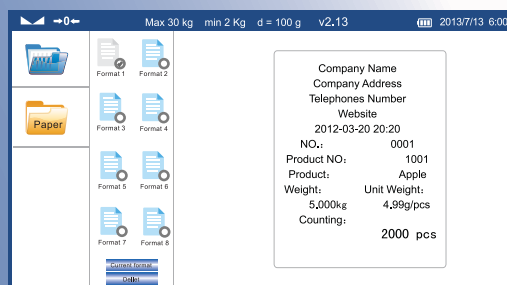 →0← Max 30 kg min 2 Kg d = 100 g v2.13 2013/7/13 6:00
Paper
Format 1 Format 2
Format 3 Format 4
Format 5 Format 6
Format 7 Format 8
Current format
Dellet
Company Name
Company Address
Telephones Number
Website
2012-03-20 20:20
NO.: 0001
Product NO: 1001
Product: Apple
Weight: Unit Weight:
5.000kg 4.99g/pcs
Counting:
2000 pcs